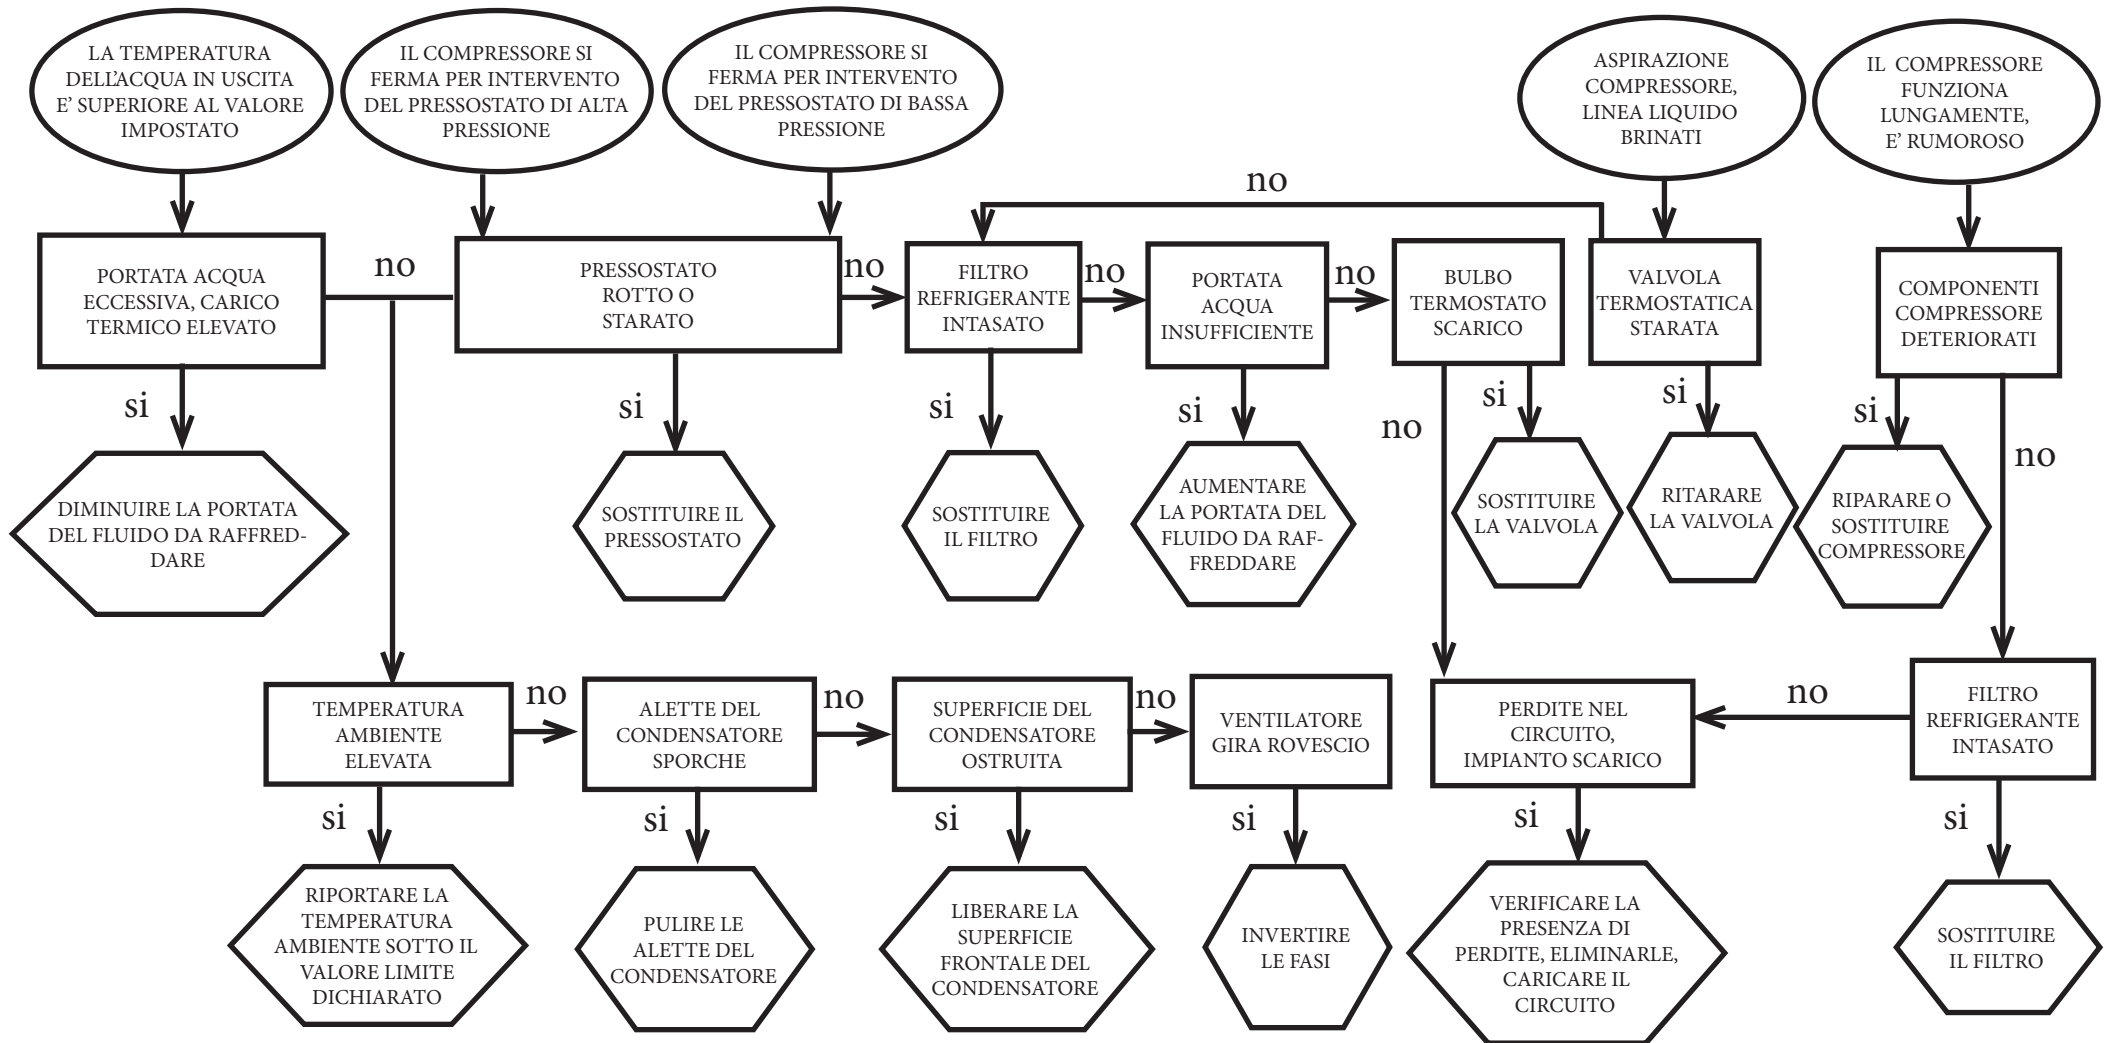 LA TEMPERATURA
DELL'ACQUA IN USCITA
E' SUPERIORE AL VALORE
IMPOSTATO
IL COMPRESSORE SI
FERMA PER INTERVENTO
DEL PRESSOSTATO DI ALTA
PRESSIONE
IL COMPRESSORE SI
FERMA PER INTERVENTO
DEL PRESSOSTATO DI BASSA
PRESSIONE
ASPIRAZIONE
COMPRESSORE,
LINEA LIQUIDO
BRINATI
IL COMPRESSORE
FUNZIONA
LUNGAMENTE,
E' RUMOROSO
no
PORTATA ACQUA
ECCESSIVA, CARICO
TERMICO ELEVATO
no
PRESSOSTATO
ROTTO O
STARATO
no
FILTRO
REFRIGERANTE
INTASATO
no
PORTATA
ACQUA
INSUFFICIENTE
no
BULBO
TERMOSTATO
SCARICO
VALVOLA
TERMOSTATICA
STARATA
COMPONENTI
COMPRESSORE
DETERIORATI
si
si
si
si
no
si
si
si
no
DIMINUIRE LA PORTATA
DEL FLUIDO DA RAFFRED-
DARE
SOSTITUIRE IL
PRESSOSTATO
SOSTITUIRE
IL FILTRO
AUMENTARE
LA PORTATA DEL
FLUIDO DA RAF-
FREDDARE
SOSTITUIRE
LA VALVOLA
RITARARE
LA VALVOLA
RIPARARE O
SOSTITUIRE
COMPRESSORE
TEMPERATURA
AMBIENTE
ELEVATA
no
ALETTE DEL
CONDENSATORE
SPORCHE
no
SUPERFICIE DEL
CONDENSATORE
OSTRUITA
no
VENTILATORE
GIRA ROVESCIO
PERDITE NEL
CIRCUITO,
IMPIANTO SCARICO
no
FILTRO
REFRIGERANTE
INTASATO
si
si
si
si
si
si
RIPORTARE LA
TEMPERATURA
AMBIENTE SOTTO IL
VALORE LIMITE
DICHIARATO
PULIRE LE
ALETTE DEL
CONDENSATORE
LIBERARE LA
SUPERFICIE
FRONTALE DEL
CONDENSATORE
INVERTIRE
LE FASI
VERIFICARE LA
PRESENZA DI
PERDITE, ELIMINARLE,
CARICARE IL
CIRCUITO
SOSTITUIRE
IL FILTRO